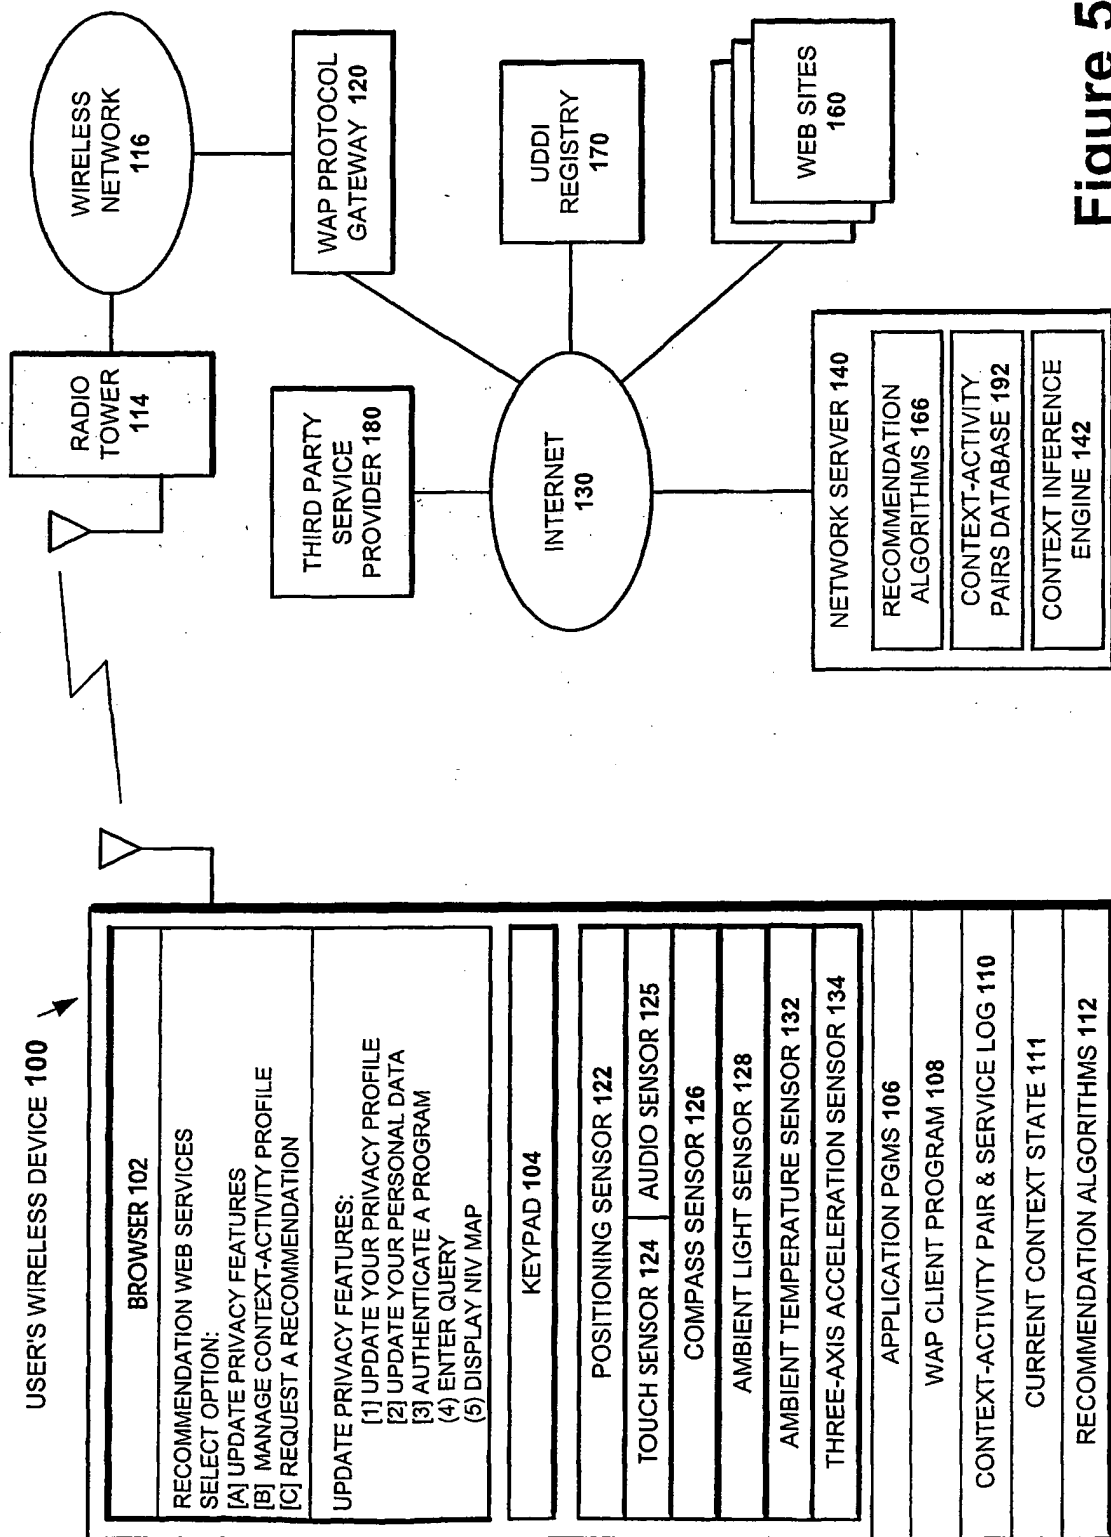 USER'S WIRELESS DEVICE 100
BROWSER 102
RECOMMENDATION WEB SERVICES
SELECT OPTION:
[A] UPDATE PRIVACY FEATURES
[B] MANAGE CONTEXT-ACTIVITY PROFILE
[C] REQUEST A RECOMMENDATION
UPDATE PRIVACY FEATURES:
[1] UPDATE YOUR PRIVACY PROFILE
[2] UPDATE YOUR PERSONAL DATA
[3] AUTHENTICATE A PROGRAM
(4) ENTER QUERY
(5) DISPLAY NIV MAP
KEYPAD 104
POSITIONING SENSOR 122
TOUCH SENSOR 124 AUDIO SENSOR 125
COMPASS SENSOR 126
AMBIENT LIGHT SENSOR 128
AMBIENT TEMPERATURE SENSOR 132
THREE-AXIS ACCELERATION SENSOR 134
APPLICATION PGMS 106
WAP CLIENT PROGRAM 108
CONTEXT-ACTIVITY PAIR & SERVICE LOG 110
CURRENT CONTEXT STATE 111
RECOMMENDATION ALGORITHMS 112
RADIO
TOWER
114
WIRELESS
NETWORK
116
WAP PROTOCOL
GATEWAY 120
THIRD PARTY
SERVICE
PROVIDER 180
INTERNET
130
UDDI
REGISTRY
170
WEB SITES
160
NETWORK SERVER 140
RECOMMENDATION
ALGORITHMS 166
CONTEXT-ACTIVITY
PAIRS DATABASE 192
CONTEXT INFERENCE
ENGINE 142
Figure 5